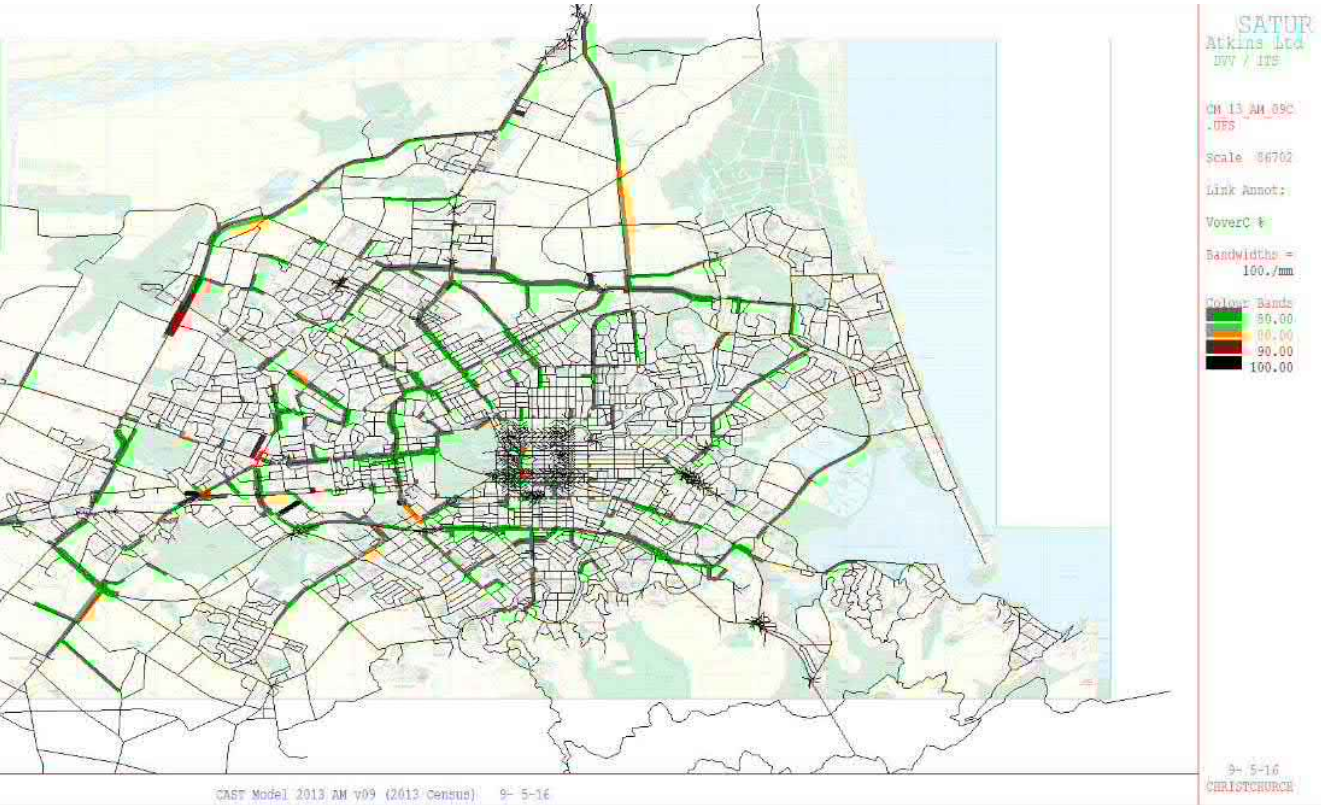 SATUR
Atkins Ltd
DVV / ITS
CM_13_AM_09C
.UFS
Scale 86702
Link Annot:
VoverC %
Bandwidths =
100./mm
Colour Bands
80.00
90.00
100.00
9- 5-16
CHRISTCHURCH
CAST Model 2013 AM v09 (2013 Census) 9- 5-16